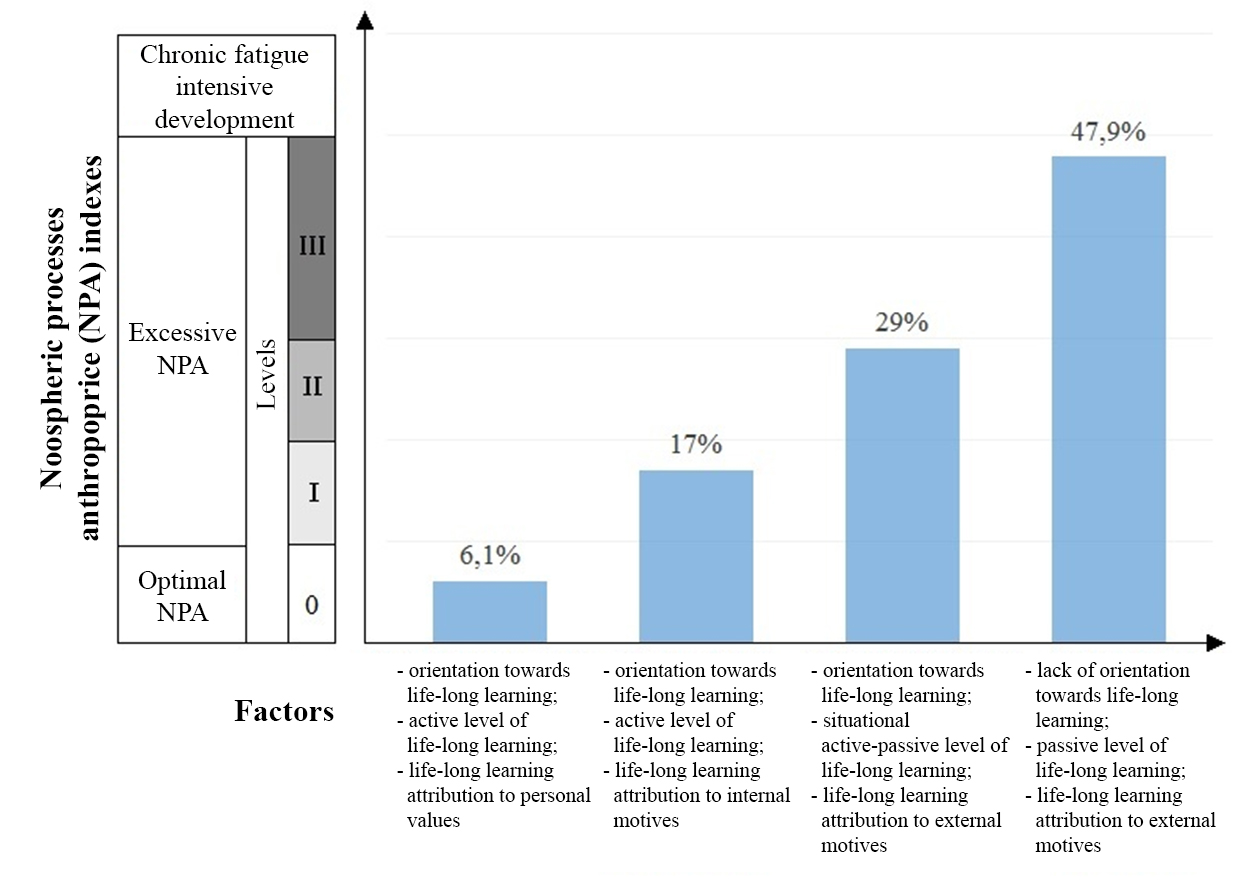 Chronic fatigue
intensive
development
Noospheric processes
anthropoprice (NPA) indexes
Excessive
NPA
Levels
III
II
I
Optimal
NPA
0
6,1%
17%
29%
47,9%
Factors
- orientation towards
life-long learning;
- active level of
life-long learning;
- life-long learning
attribution to personal
values
- orientation towards
life-long learning;
- active level of
life-long learning;
- life-long learning
attribution to internal
motives
- orientation towards
life-long learning;
- situational
active-passive level of
life-long learning;
- life-long learning
attribution to external
motives
- lack of orientation
towards life-long
learning;
- passive level of
life-long learning;
- life-long learning
attribution to external
motives